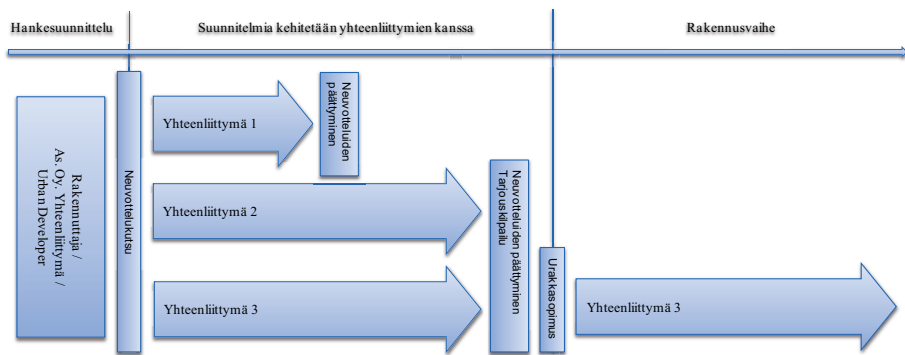 Hankesuunnittelu
Suunnitelmia kehitetään yhteenliittymien kanssa
Rakennusvaihe
Rakennuttaja /
As. Oy. Yhteenliittymä /
Urban Developer
Neuvottelukutsu
Yhteenliittymä 1
Neuvotteluiden
päättyminen
Yhteenliittymä 2
Yhteenliittymä 3
Neuvotteluiden päättyminen
Tarjouskilpailu
Urakkasopimus
Yhteenliittymä 3